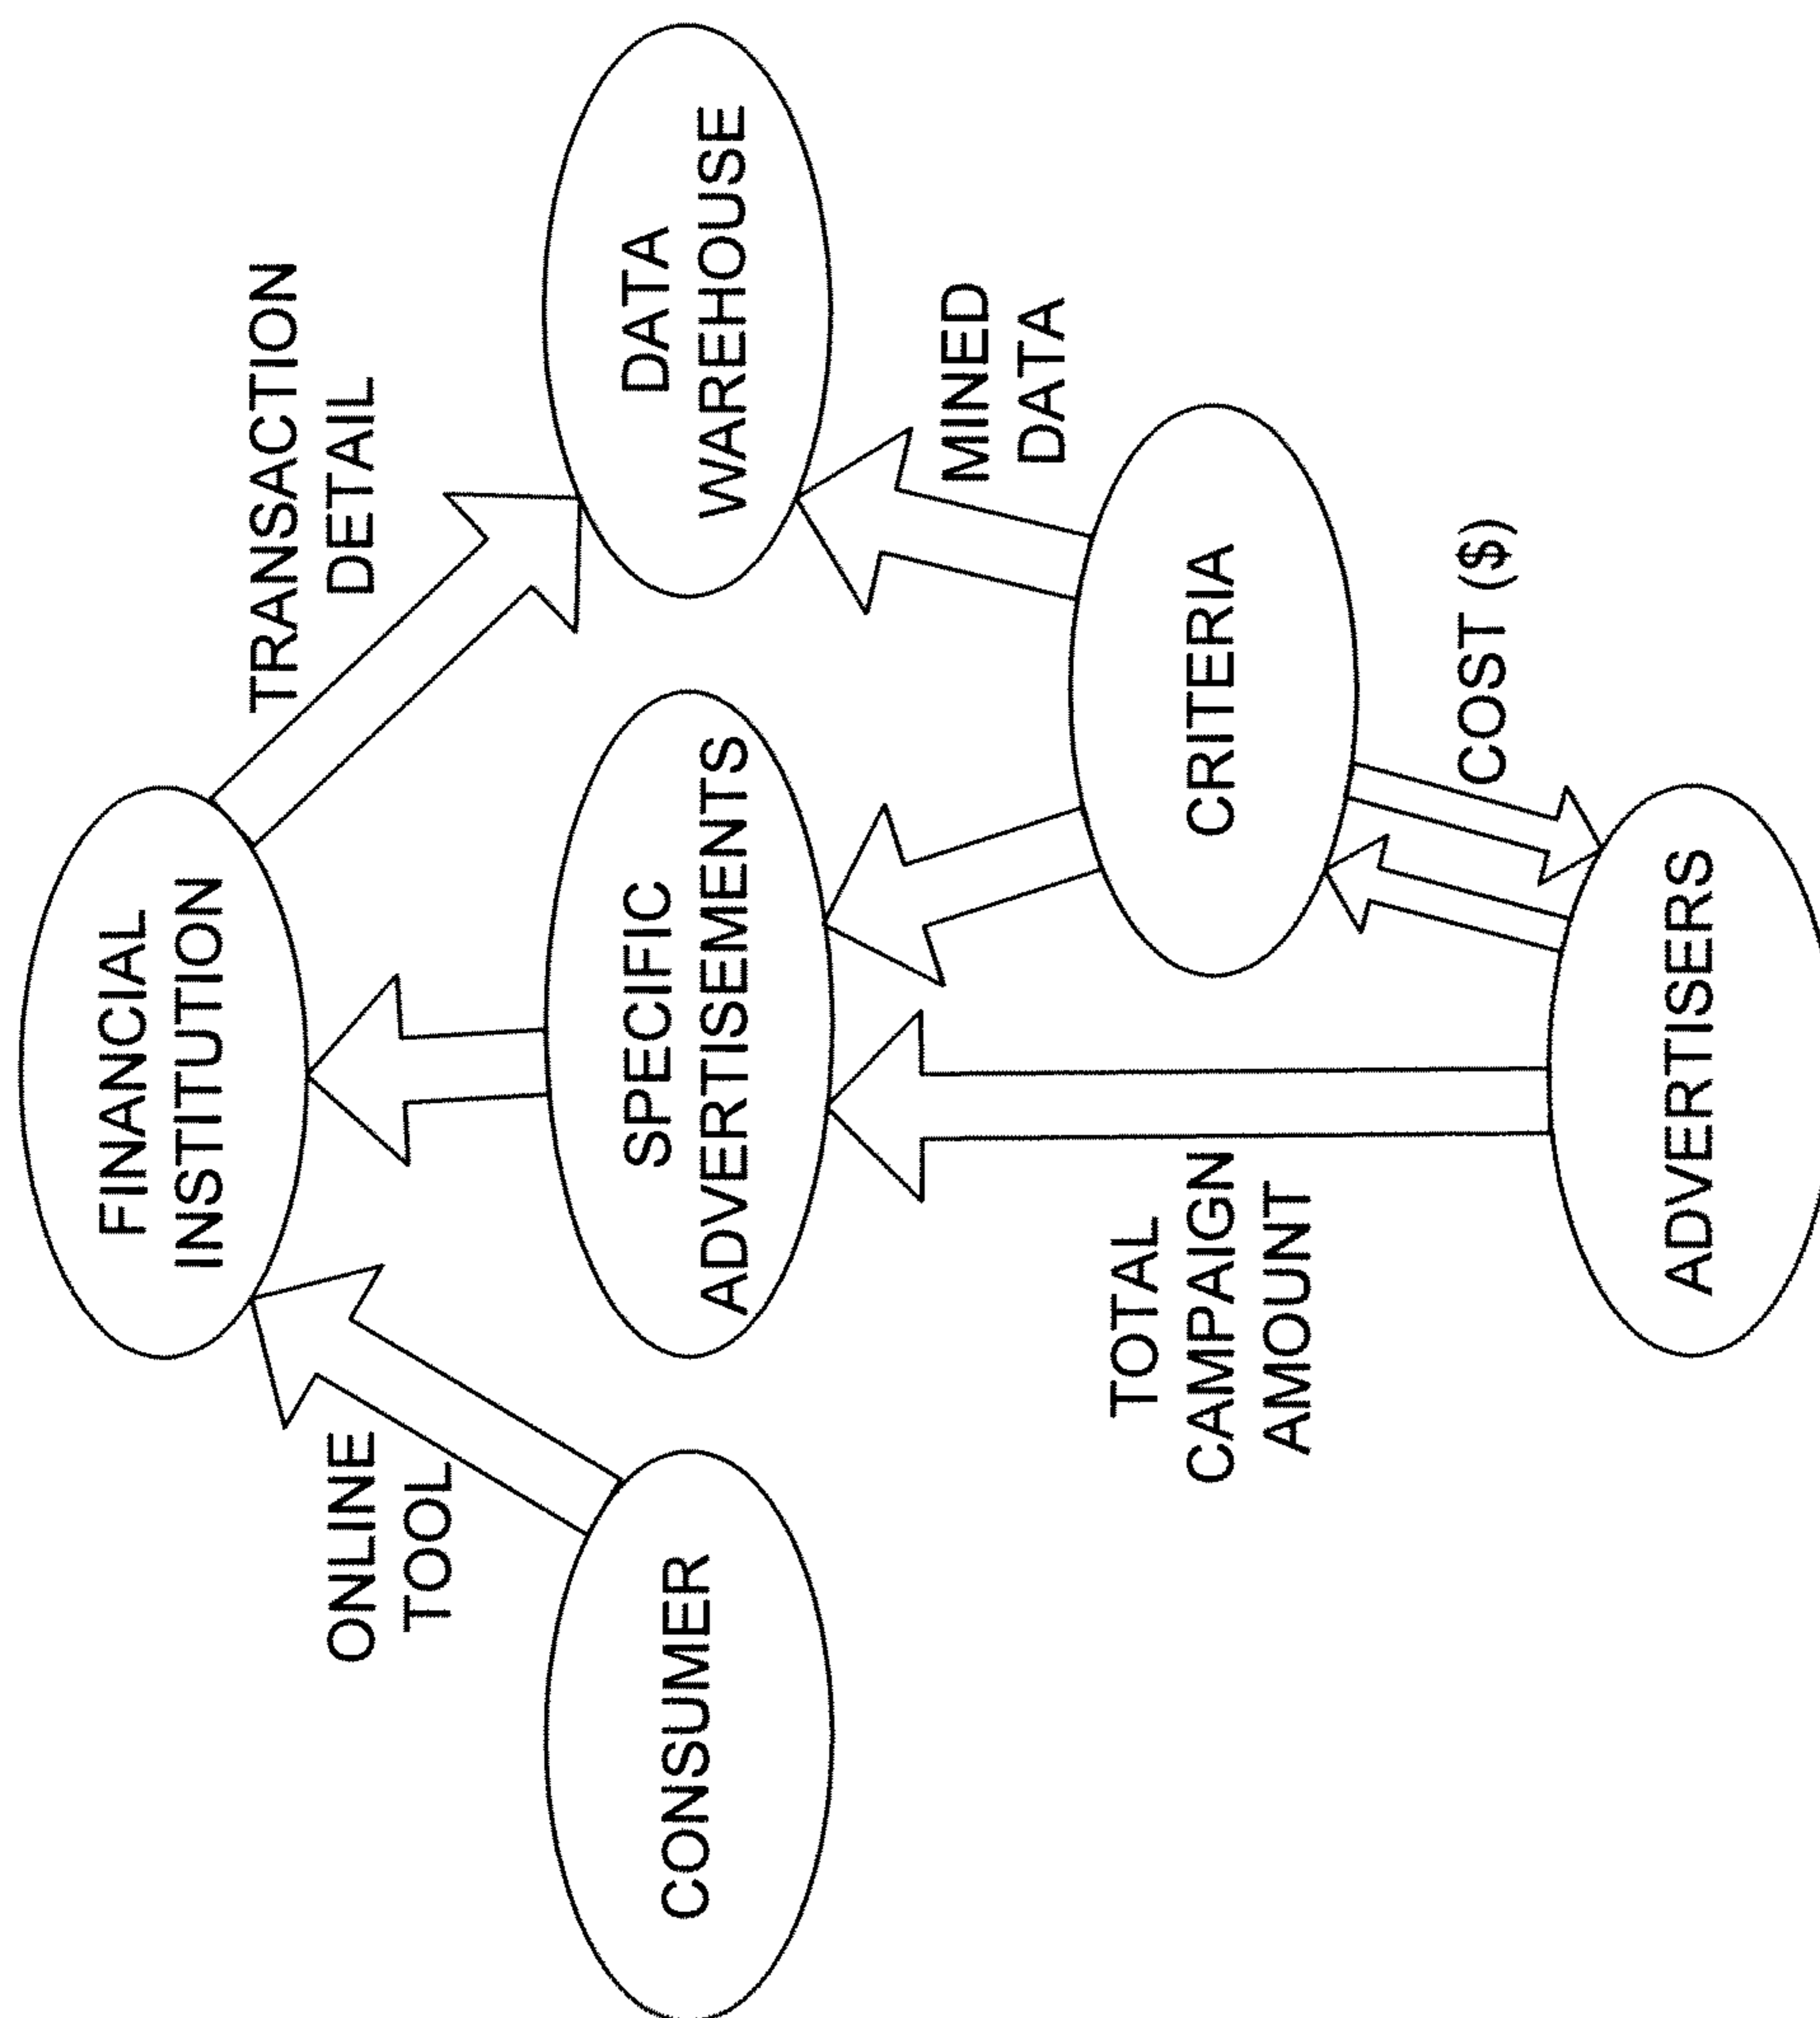 FINANCIAL
INSTITUTION
ONLINE
TOOL
TRANSACTION
DETAIL
CONSUMER
SPECIFIC
ADVERTISEMENTS
DATA
WAREHOUSE
MINED
DATA
TOTAL
CAMPAIGN
AMOUNT
CRITERIA
COST ($)
ADVERTISERS